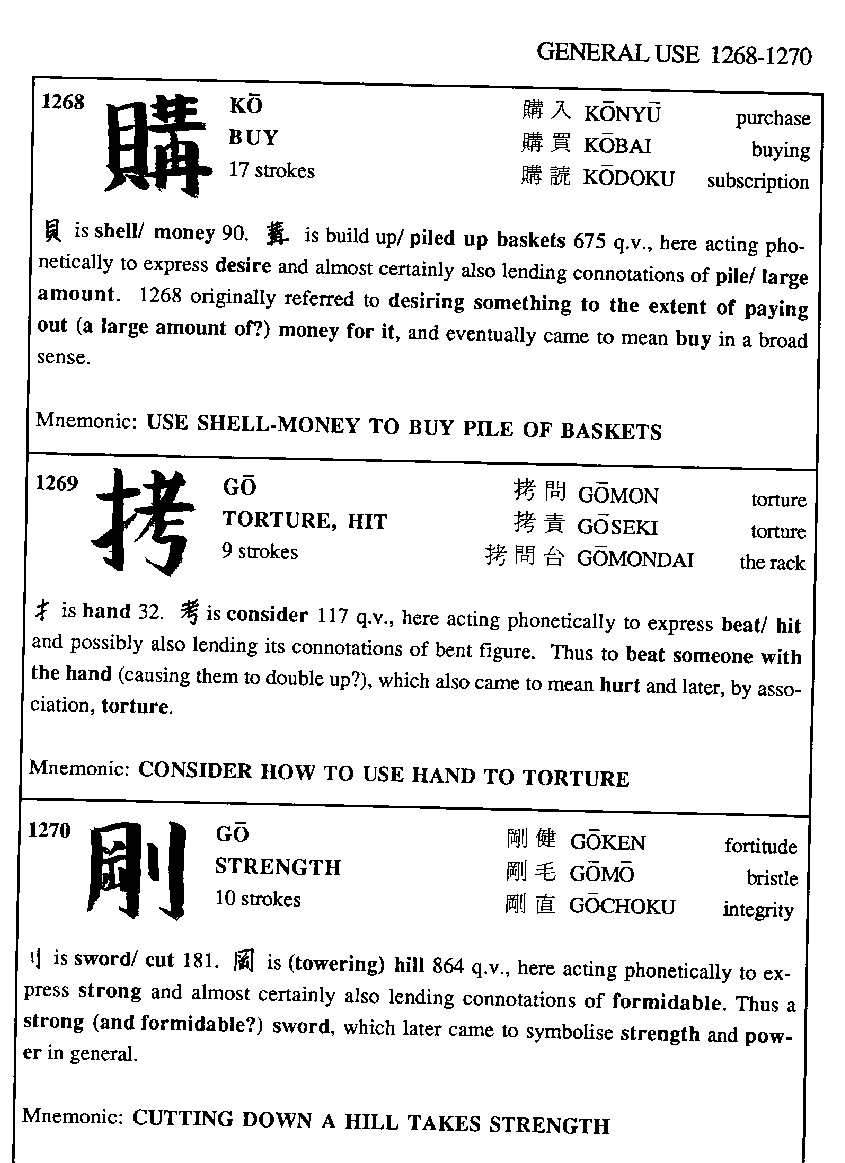 GENERAL USE 1268-1270
1268 購 KŌ 購入 KŌNYŪ purchase
BUY 購買 KŌBAI buying
17 strokes 購読 KŌDOKU subscription
貝 is shell/ money 90. 冓 is build up/ piled up baskets 675 q.v., here acting pho-
netically to express desire and almost certainly also lending connotations of pile/ large
amount. 1268 originally referred to desiring something to the extent of paying
out (a large amount of?) money for it, and eventually came to mean buy in a broad
sense.
Mnemonic: USE SHELL-MONEY TO BUY PILE OF BASKETS
1269 拷 GŌ 拷問 GŌMON torture
TORTURE, HIT 拷責 GŌSEKI torture
9 strokes 拷問台 GŌMONDAI the rack
扌 is hand 32. 考 is consider 117 q.v., here acting phonetically to express beat/ hit
and possibly also lending its connotations of bent figure. Thus to beat someone with
the hand (causing them to double up?), which also came to mean hurt and later, by asso-
ciation, torture.
Mnemonic: CONSIDER HOW TO USE HAND TO TORTURE
1270 剛 GŌ 剛健 GŌKEN fortitude
STRENGTH 剛毛 GŌMŌ bristle
10 strokes 剛直 GŌCHOKU integrity
刂 is sword/ cut 181. 岡 is (towering) hill 864 q.v., here acting phonetically to ex-
press strong and almost certainly also lending connotations of formidable. Thus a
strong (and formidable?) sword, which later came to symbolise strength and pow-
er in general.
Mnemonic: CUTTING DOWN A HILL TAKES STRENGTH